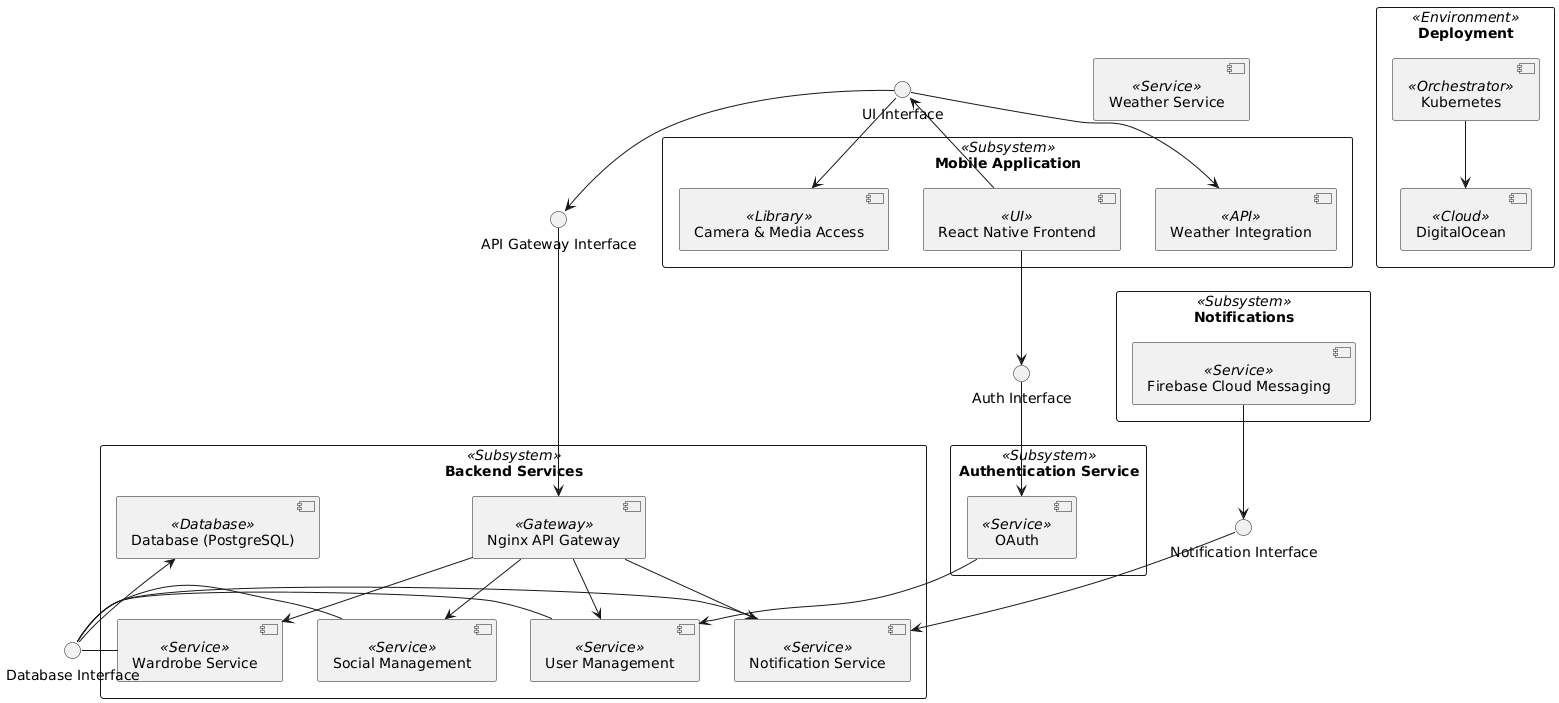 «Environment»
Deployment
«Service»
Weather Service
«Orchestrator»
Kubernetes
UI Interface
«Subsystem»
Mobile Application
«Library»
Camera & Media Access
«UI»
React Native Frontend
«API»
Weather Integration
«Cloud»
DigitalOcean
API Gateway Interface
«Subsystem»
Notifications
«Service»
Firebase Cloud Messaging
Auth Interface
«Subsystem»
Backend Services
«Subsystem»
Authentication Service
«Database»
Database (PostgreSQL)
«Gateway»
Nginx API Gateway
«Service»
OAuth
Notification Interface
«Service»
Wardrobe Service
«Service»
Social Management
«Service»
User Management
«Service»
Notification Service
Database Interface